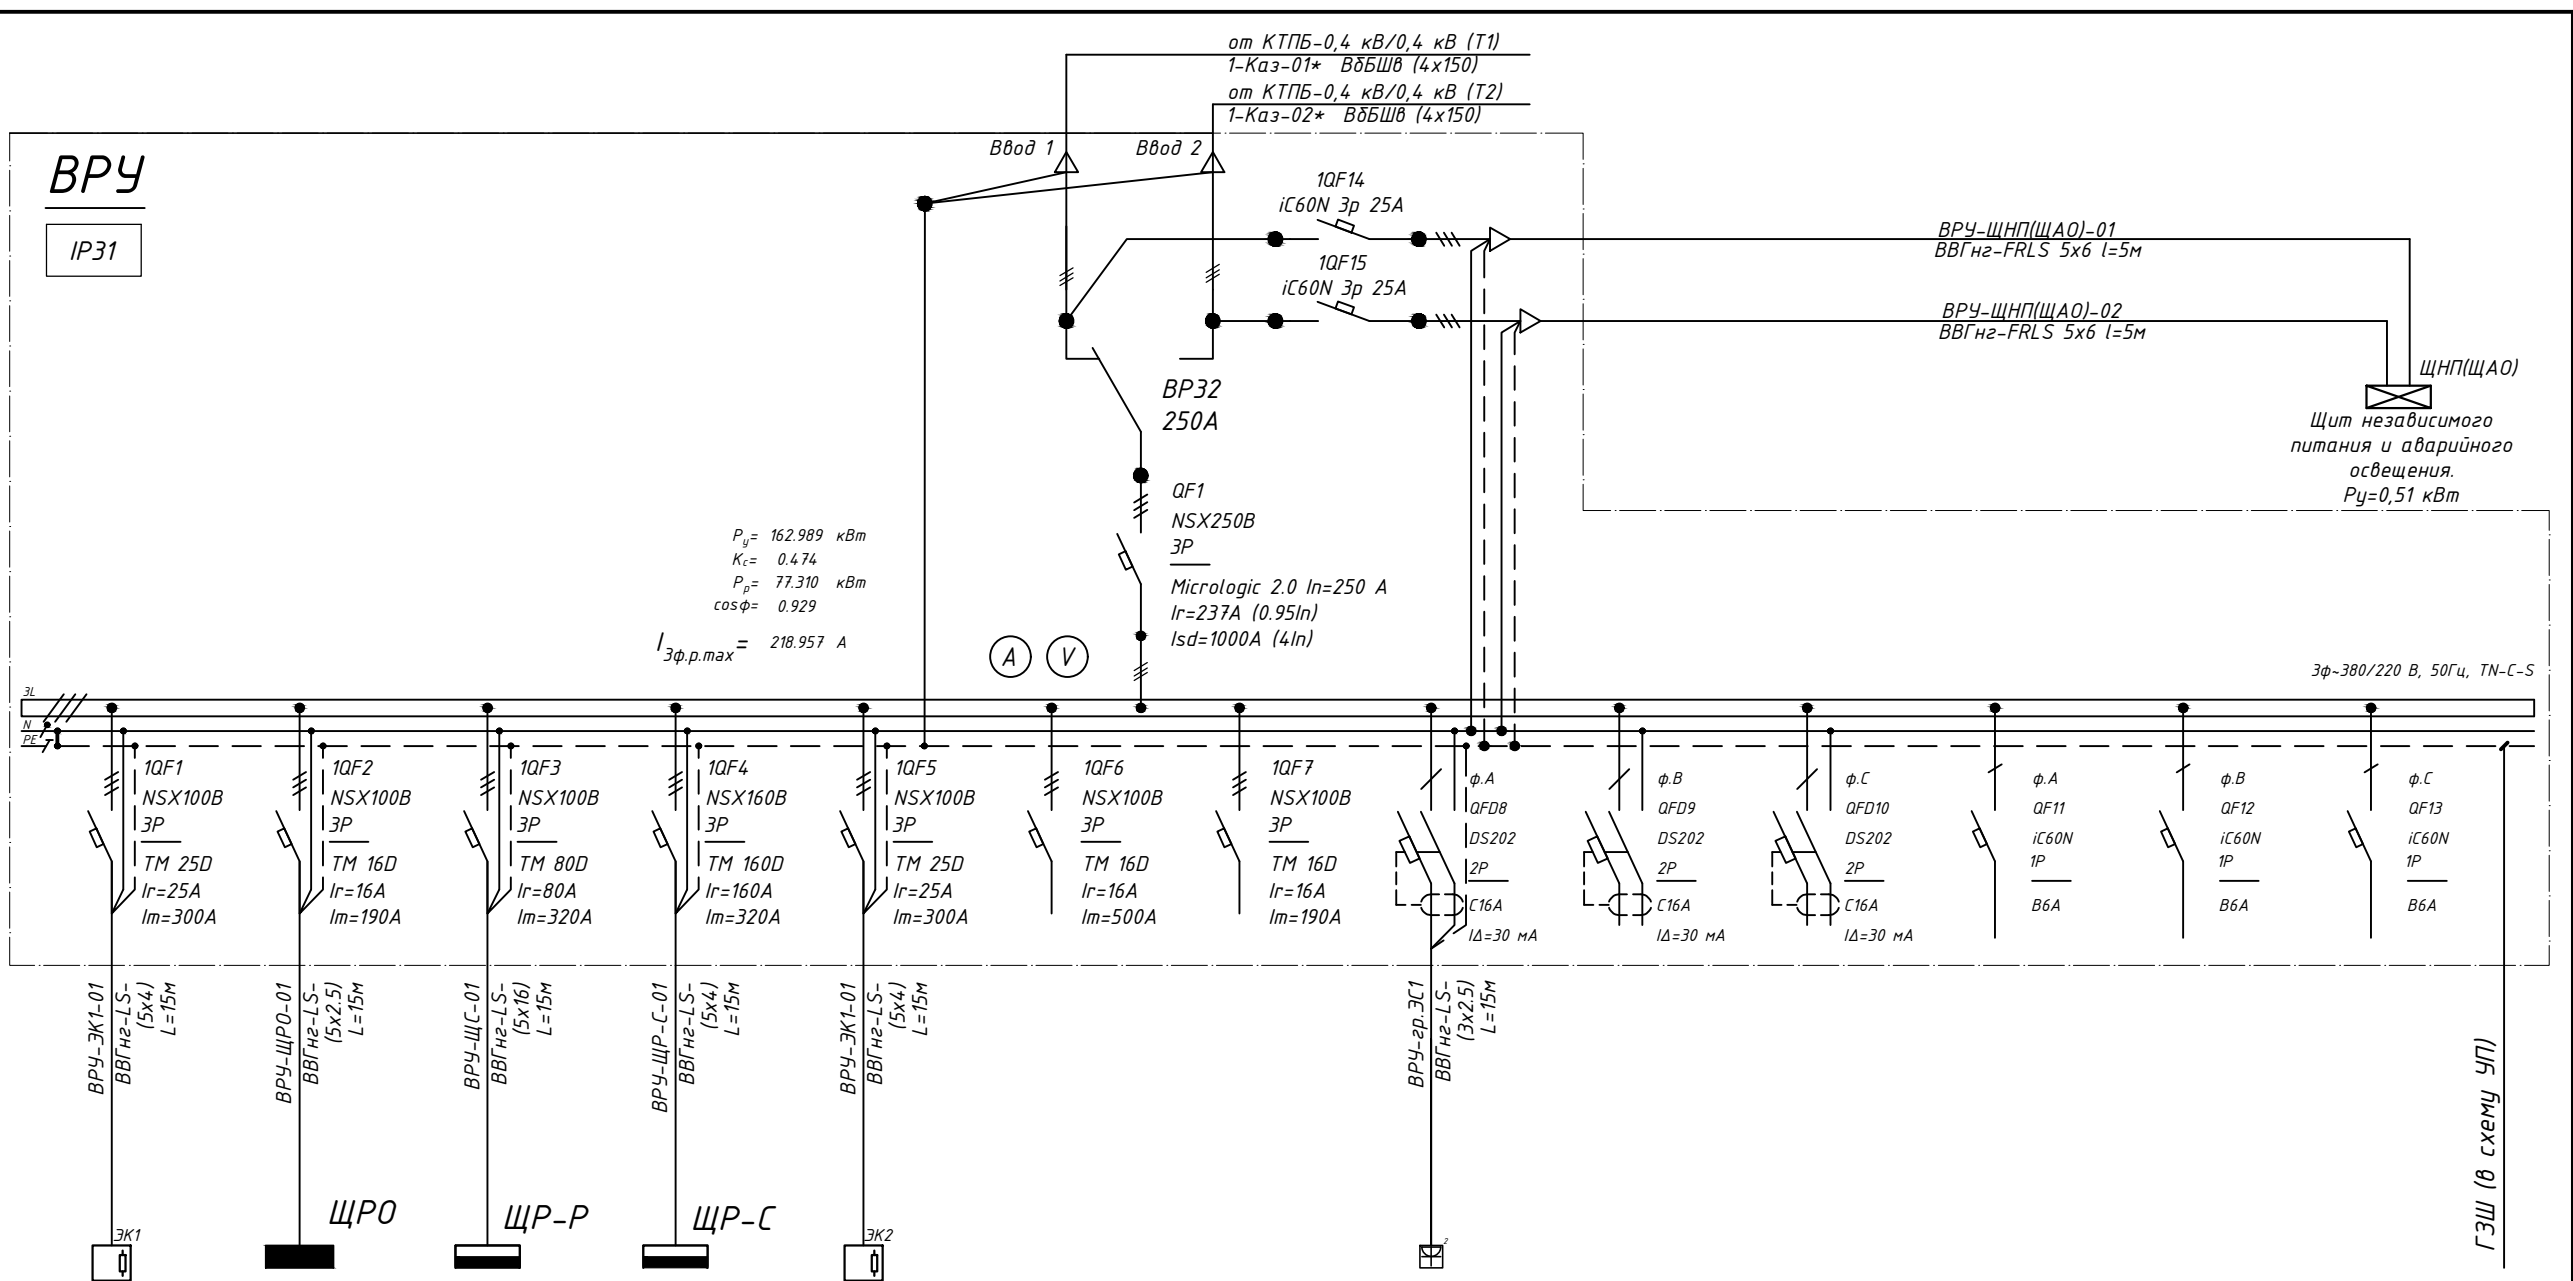 от КТПБ-0,4 кВ/0,4 кВ (Т1)
1-Каз-01* ВбБШв (4х150)
от КТПБ-0,4 кВ/0,4 кВ (Т2)
1-Каз-02* ВбБШв (4х150)
ВРУ
IP31
Ввод 1
Ввод 2
1QF14
iC60N 3p 25A
1QF15
iC60N 3p 25A
ВРУ-ЩНП(ЩАО)-01
ВВГнг-FRLS 5x6 l=5м
ВРУ-ЩНП(ЩАО)-02
ВВГнг-FRLS 5x6 l=5м
ЩНП(ЩАО)
Щит независимого
питания и аварийного
освещения.
Ру=0,51 кВт
ВР32
250А
QF1
NSX250B
3P
Micrologic 2.0 In=250 A
Ir=237A (0.95In)
Isd=1000A (4In)
Pу= 162.989 кВт
Kс= 0.474
Pр= 77.310 кВт
cosφ= 0.929
I3ф.р.max= 218.957 А
A
V
3ф~380/220 В, 50Гц, TN-C-S
3L
N
PE
1QF1
NSX100B
3P
TM 25D
Ir=25A
Im=300A
1QF2
NSX100B
3P
TM 16D
Ir=16A
Im=190A
1QF3
NSX100B
3P
TM 80D
Ir=80A
Im=320A
1QF4
NSX160B
3P
TM 160D
Ir=160A
Im=320A
1QF5
NSX100B
3P
TM 25D
Ir=25A
Im=300A
1QF6
NSX100B
3P
TM 16D
Ir=16A
Im=500A
1QF7
NSX100B
3P
TM 16D
Ir=16A
Im=190A
ф.А
QFD8
DS202
2P
C16A
IΔ=30 мА
ф.В
QFD9
DS202
2P
C16A
IΔ=30 мА
ф.С
QFD10
DS202
2P
C16A
IΔ=30 мА
ф.А
QF11
iC60N
1P
B6A
ф.В
QF12
iC60N
1P
B6A
ф.С
QF13
iC60N
1P
B6A
ВРУ-ЭК1-01
ВВГнг-LS-
(5х4)
L=15м
ВРУ-ЩРО-01
ВВГнг-LS-
(5х2.5)
L=15м
ВРУ-ЩС-01
ВВГнг-LS-
(5х16)
L=15м
ВРУ-ЩР-С-01
ВВГнг-LS-
(5х4)
L=15м
ВРУ-ЭК1-01
ВВГнг-LS-
(5х4)
L=15м
ВРУ-гр.ЭС1
ВВГнг-LS-
(3х2.5)
L=15м
ГЗШ (в схему УП)
ЭК1
ЩРО
ЩР-Р
ЩР-С
ЭК2
2